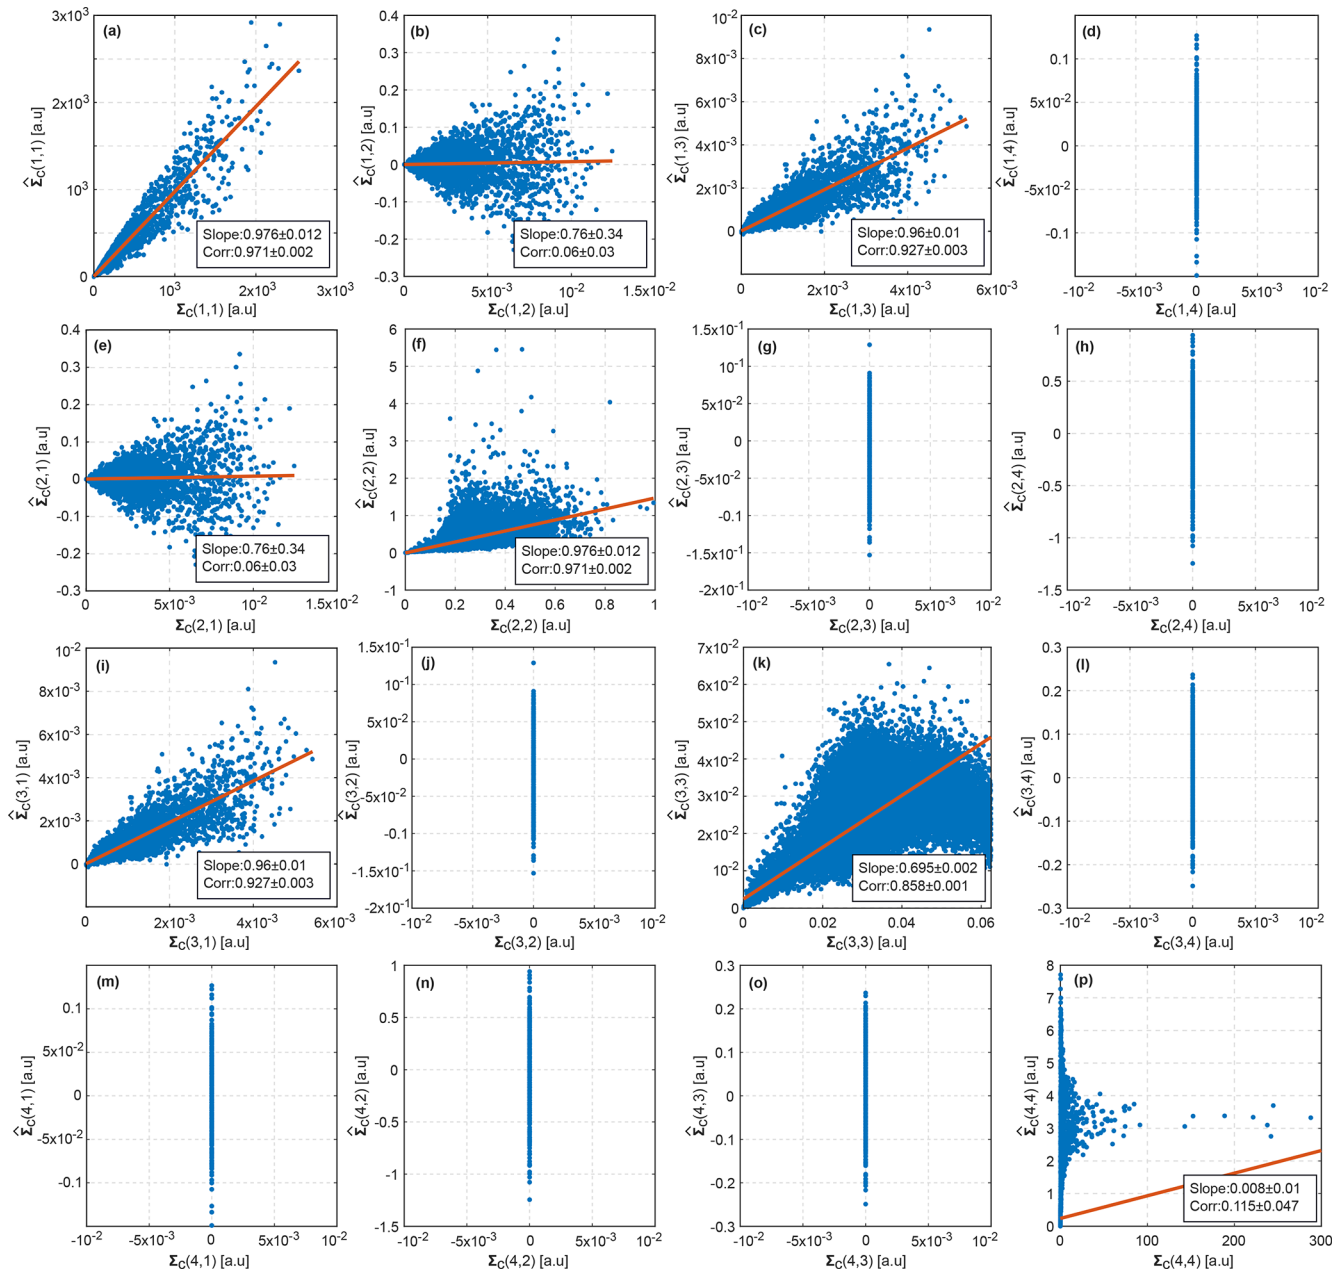 (a)
3x10³
2x10³
10³
0
Σ̂C(1,1) [a.u]
Slope:0.976±0.012
Corr:0.971±0.002
0 10³ 2x10³ 3x10³
ΣC(1,1) [a.u]
(b)
0.4
0.3
0.2
0.1
0
-0.1
-0.2
-0.3
Σ̂C(1,2) [a.u]
Slope:0.76±0.34
Corr:0.06±0.03
0 5x10⁻³ 10⁻² 1.5x10⁻²
ΣC(1,2) [a.u]
(c)
10⁻²
8x10⁻³
6x10⁻³
4x10⁻³
2x10⁻³
0
Σ̂C(1,3) [a.u]
Slope:0.96±0.01
Corr:0.927±0.003
0 2x10⁻³ 4x10⁻³ 6x10⁻³
ΣC(1,3) [a.u]
(d)
0.1
5x10⁻²
0
-5x10⁻²
-0.1
Σ̂C(1,4) [a.u]
-10⁻² -5x10⁻³ 0 5x10⁻³ 10⁻²
ΣC(1,4) [a.u]
(e)
0.4
0.3
0.2
0.1
0
-0.1
-0.2
-0.3
Σ̂C(2,1) [a.u]
Slope:0.76±0.34
Corr:0.06±0.03
0 5x10⁻³ 10⁻² 1.5x10⁻²
ΣC(2,1) [a.u]
(f)
6
5
4
3
2
1
0
-1
Σ̂C(2,2) [a.u]
Slope:0.976±0.012
Corr:0.971±0.002
0 0.2 0.4 0.6 0.8 1
ΣC(2,2) [a.u]
(g)
1.5x10⁻¹
10⁻¹
5x10⁻²
0
-5x10⁻²
-0.1
-1.5x10⁻¹
-2x10⁻¹
Σ̂C(2,3) [a.u]
-10⁻² -5x10⁻³ 0 5x10⁻³ 10⁻²
ΣC(2,3) [a.u]
(h)
1
0.5
0
-0.5
-1
-1.5
Σ̂C(2,4) [a.u]
-10⁻² -5x10⁻³ 0 5x10⁻³ 10⁻²
ΣC(2,4) [a.u]
(i)
10⁻²
8x10⁻³
6x10⁻³
4x10⁻³
2x10⁻³
0
Σ̂C(3,1) [a.u]
Slope:0.96±0.01
Corr:0.927±0.003
0 2x10⁻³ 4x10⁻³ 6x10⁻³
ΣC(3,1) [a.u]
(j)
1.5x10⁻¹
10⁻¹
5x10⁻²
0
-5x10⁻²
-0.1
-1.5x10⁻¹
-2x10⁻¹
Σ̂C(3,2) [a.u]
-10⁻² -5x10⁻³ 0 5x10⁻³ 10⁻²
ΣC(3,2) [a.u]
(k)
7x10⁻²
6x10⁻²
5x10⁻²
4x10⁻²
3x10⁻²
2x10⁻²
10⁻²
0
Σ̂C(3,3) [a.u]
Slope:0.695±0.002
Corr:0.858±0.001
0 0.02 0.04 0.06
ΣC(3,3) [a.u]
(l)
0.3
0.2
0.1
0
-0.1
-0.2
-0.3
Σ̂C(3,4) [a.u]
-10⁻² -5x10⁻³ 0 5x10⁻³ 10⁻²
ΣC(3,4) [a.u]
(m)
0.1
5x10⁻²
0
-5x10⁻²
-0.1
Σ̂C(4,1) [a.u]
-10⁻² -5x10⁻³ 0 5x10⁻³ 10⁻²
ΣC(4,1) [a.u]
(n)
1
0.5
0
-0.5
-1
-1.5
Σ̂C(4,2) [a.u]
-10⁻² -5x10⁻³ 0 5x10⁻³ 10⁻²
ΣC(4,2) [a.u]
(o)
0.3
0.2
0.1
0
-0.1
-0.2
-0.3
Σ̂C(4,3) [a.u]
-10⁻² -5x10⁻³ 0 5x10⁻³ 10⁻²
ΣC(4,3) [a.u]
(p)
8
7
6
5
4
3
2
1
0
Σ̂C(4,4) [a.u]
Slope:0.008±0.01
Corr:0.115±0.047
0 100 200 300
ΣC(4,4) [a.u]